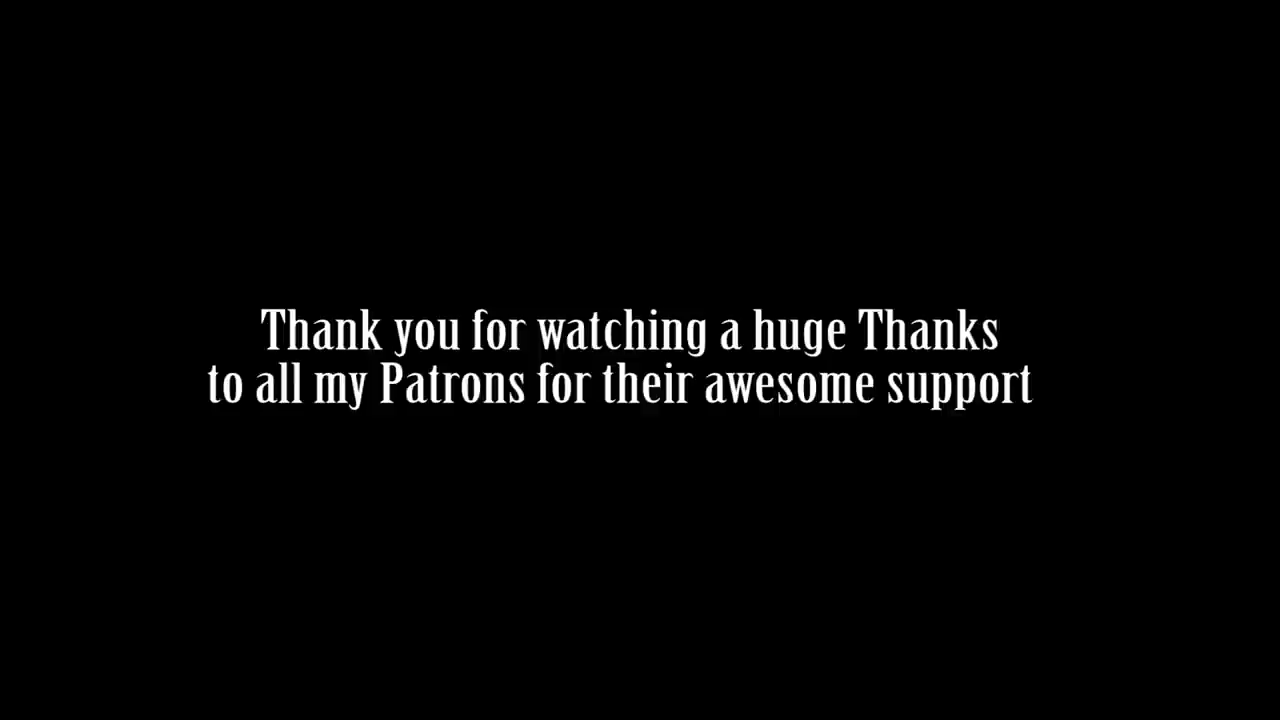 Thank you for watching a huge Thanks
to all my Patrons for their awesome support